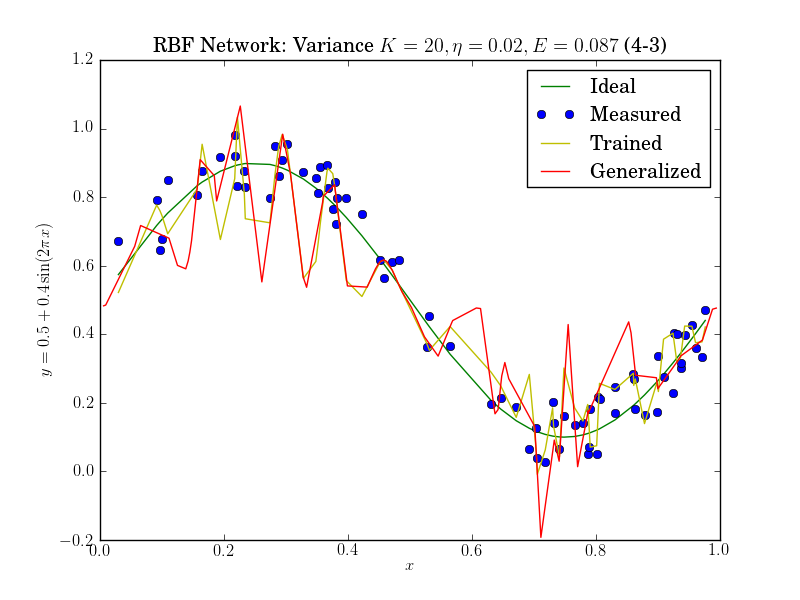 RBF Network: Variance K = 20, η = 0.02, E = 0.087 (4-3)
1.2
1.0
0.8
0.6
0.4
0.2
0.0
−0.2
y = 0.5 + 0.4 sin(2πx)
Ideal
Measured
Trained
Generalized
0.0 0.2 0.4 0.6 0.8 1.0
x